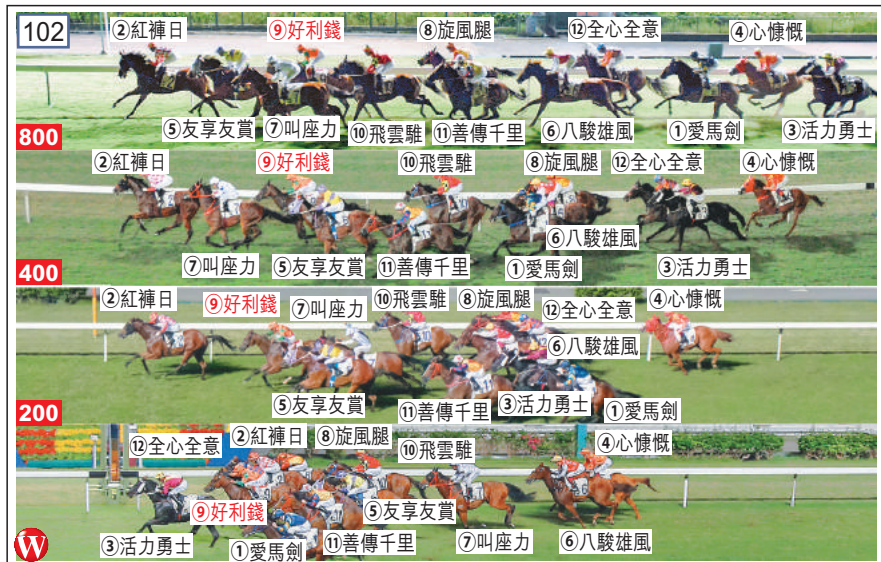 102
②紅褲日 ⑨好利錢 ⑧旋風腿 ⑫全心全意 ④心慷慨
⑤友享友賞 ⑦叫座力 ⑩飛雲騅 ⑪善傳千里 ⑥八駿雄風 ①愛馬劍 ③活力勇士
800
②紅褲日 ⑨好利錢 ⑩飛雲騅 ⑧旋風腿 ⑫全心全意 ④心慷慨
⑥八駿雄風
⑦叫座力 ⑤友享友賞 ⑪善傳千里 ①愛馬劍 ③活力勇士
400
②紅褲日 ⑨好利錢 ⑦叫座力 ⑩飛雲騅 ⑧旋風腿 ⑫全心全意 ④心慷慨
⑥八駿雄風
⑤友享友賞 ⑪善傳千里 ③活力勇士 ①愛馬劍
200
⑫全心全意 ②紅褲日 ⑧旋風腿 ⑩飛雲騅 ④心慷慨
⑨好利錢 ⑤友享友賞
③活力勇士 ①愛馬劍 ⑪善傳千里 ⑦叫座力 ⑥八駿雄風
W